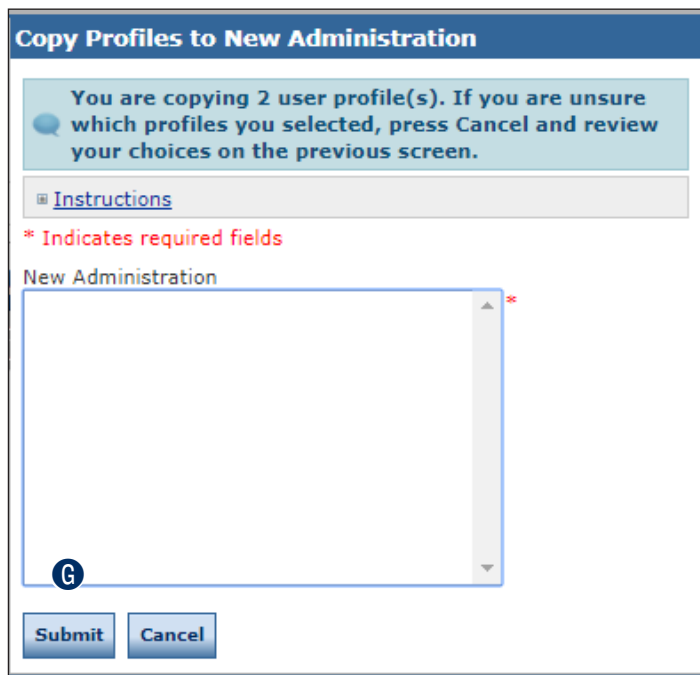 Copy Profiles to New Administration
You are copying 2 user profile(s). If you are unsure
which profiles you selected, press Cancel and review
your choices on the previous screen.
Instructions
* Indicates required fields
New Administration
*
G
Submit Cancel